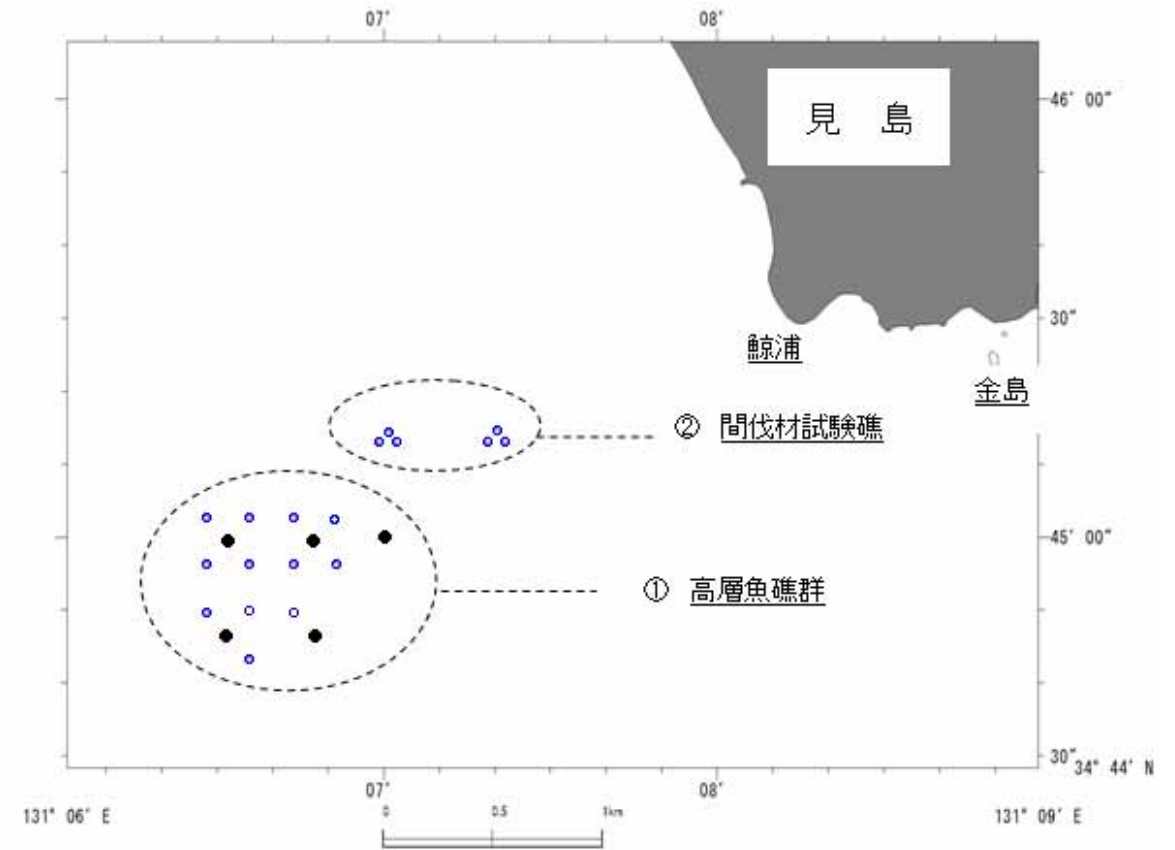 07′ 08′
見 島
46′ 00″
30″
鯨浦
金島
② 間伐材試験礁
45′ 00″
① 高層魚礁群
30″
34° 44′ N
07′ 08′
131° 06′ E
131° 09′ E
0 0.5 1km